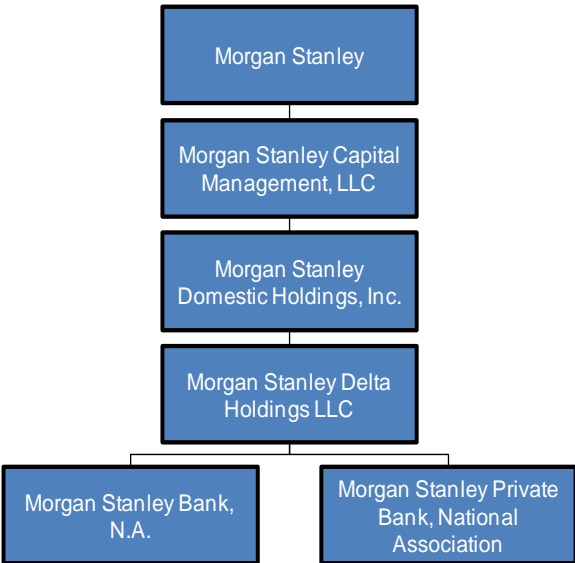 Morgan Stanley
Morgan Stanley Capital
Management, LLC
Morgan Stanley
Domestic Holdings, Inc.
Morgan Stanley Delta
Holdings LLC
Morgan Stanley Bank,
N.A.
Morgan Stanley Private
Bank, National
Association